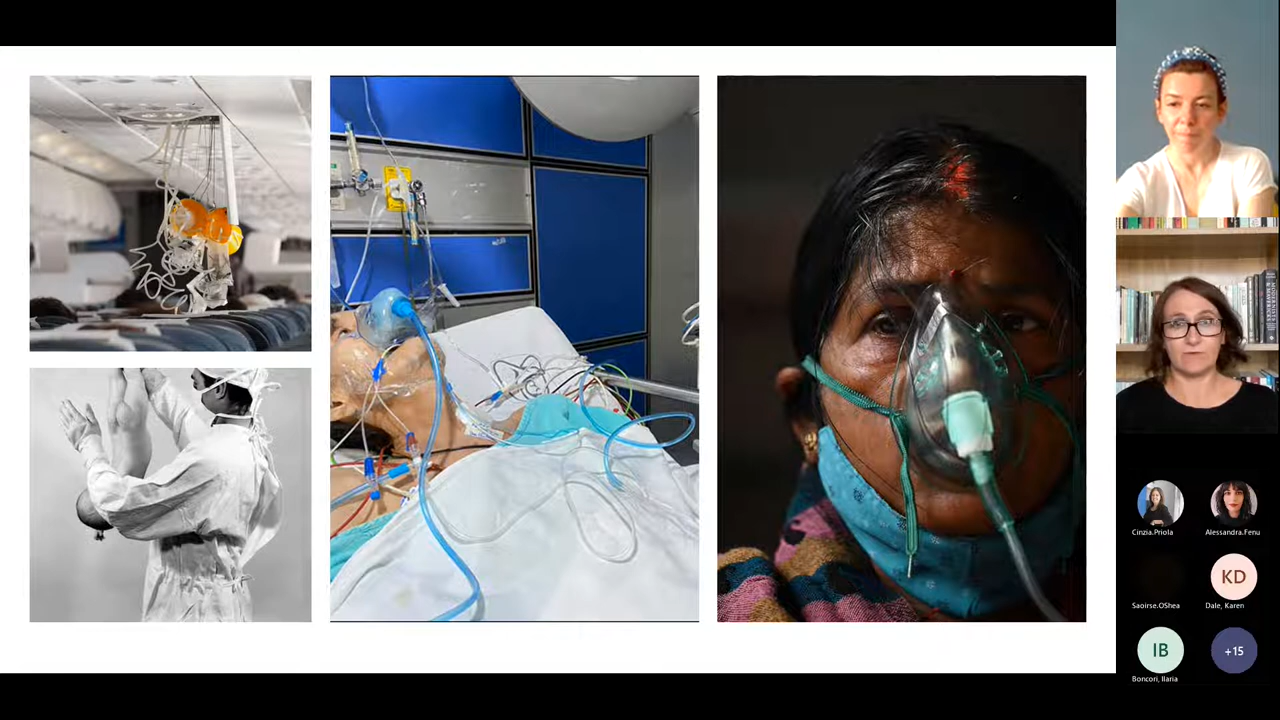 Cinzia.Priola
Alessandra.Fenu
KD
Saoirse.OShea
Dale, Karen
IB
+15
Boncori, Ilaria